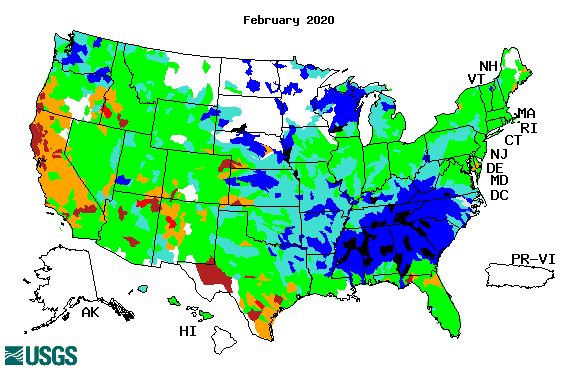 February 2020
NH
VT
MA
RI
CT
NJ
DE
MD
DC
PR-VI
AK
HI
USGS